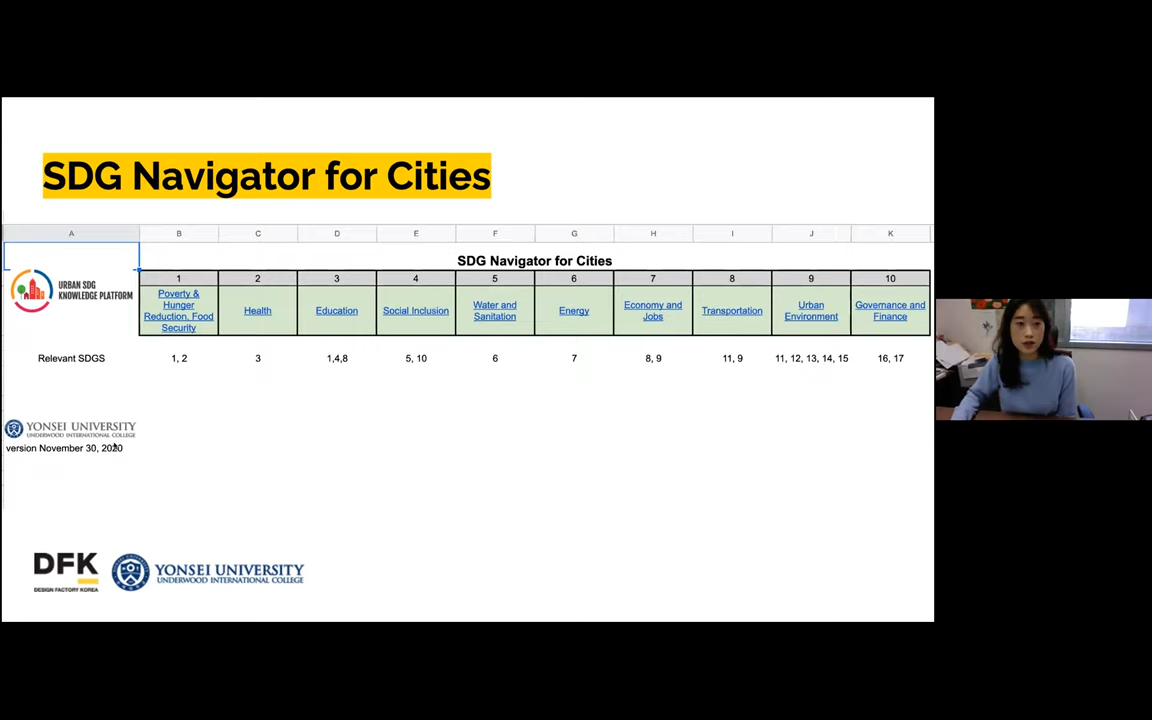 SDG Navigator for Cities
A B C D E F G H I J K
SDG Navigator for Cities
URBAN SDG
KNOWLEDGE PLATFORM
1 2 3 4 5 6 7 8 9 10
Poverty &
Hunger
Reduction, Food
Security
Health
Education
Social Inclusion
Water and
Sanitation
Energy
Economy and
Jobs
Transportation
Urban
Environment
Governance and
Finance
Relevant SDGS 1, 2 3 1,4,8 5, 10 6 7 8, 9 11, 9 11, 12, 13, 14, 15 16, 17
YONSEI UNIVERSITY
UNDERWOOD INTERNATIONAL COLLEGE
version November 30, 2020
DFK
DESIGN FACTORY KOREA
YONSEI UNIVERSITY
UNDERWOOD INTERNATIONAL COLLEGE